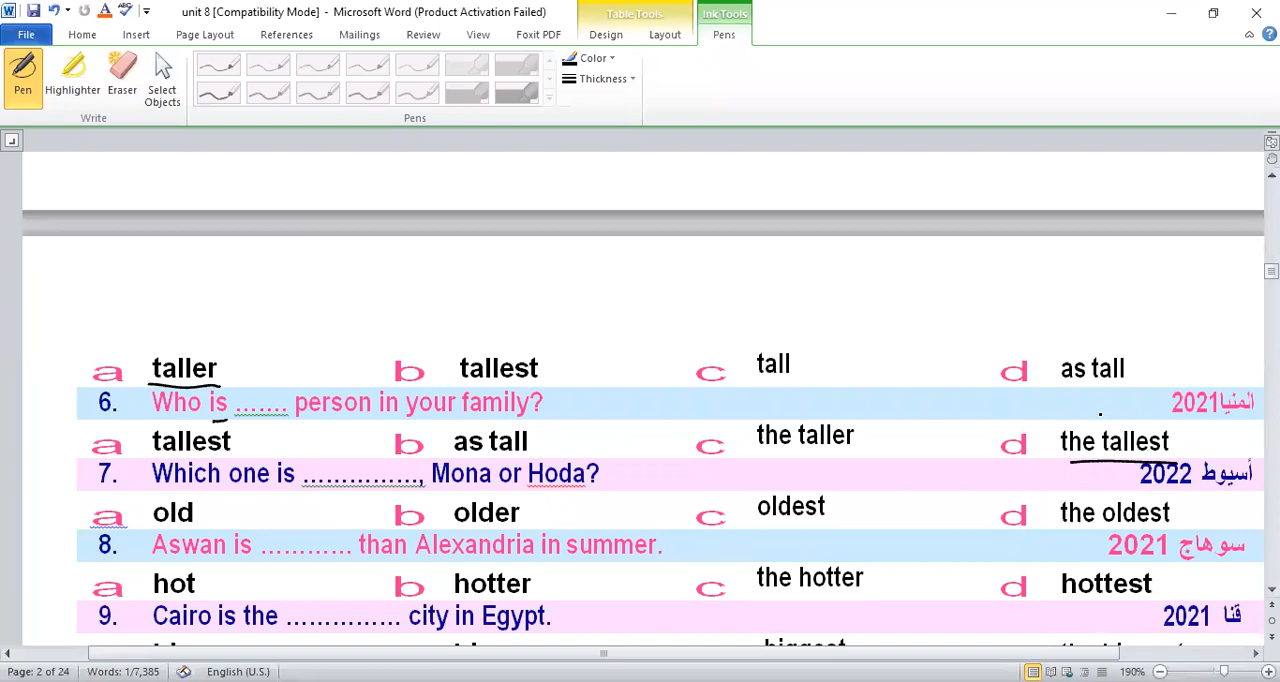 unit 8 [Compatibility Mode] - Microsoft Word (Product Activation Failed)
Table Tools
Ink Tools
File Home Insert Page Layout References Mailings Review View Foxit PDF Design Layout Pens
Pen Highlighter Eraser Select Objects
Color
Thickness
Write Pens
a taller b tallest c tall d as tall
6. Who is ....... person in your family? المنيا2021
a tallest b as tall c the taller d the tallest
7. Which one is ..............., Mona or Hoda? أسيوط 2022
a old b older c oldest d the oldest
8. Aswan is ............ than Alexandria in summer. سوهاج 2021
a hot b hotter c the hotter d hottest
9. Cairo is the ............... city in Egypt. قنا 2021
biggest
Page: 2 of 24 Words: 1/7,385 English (U.S.) 190%